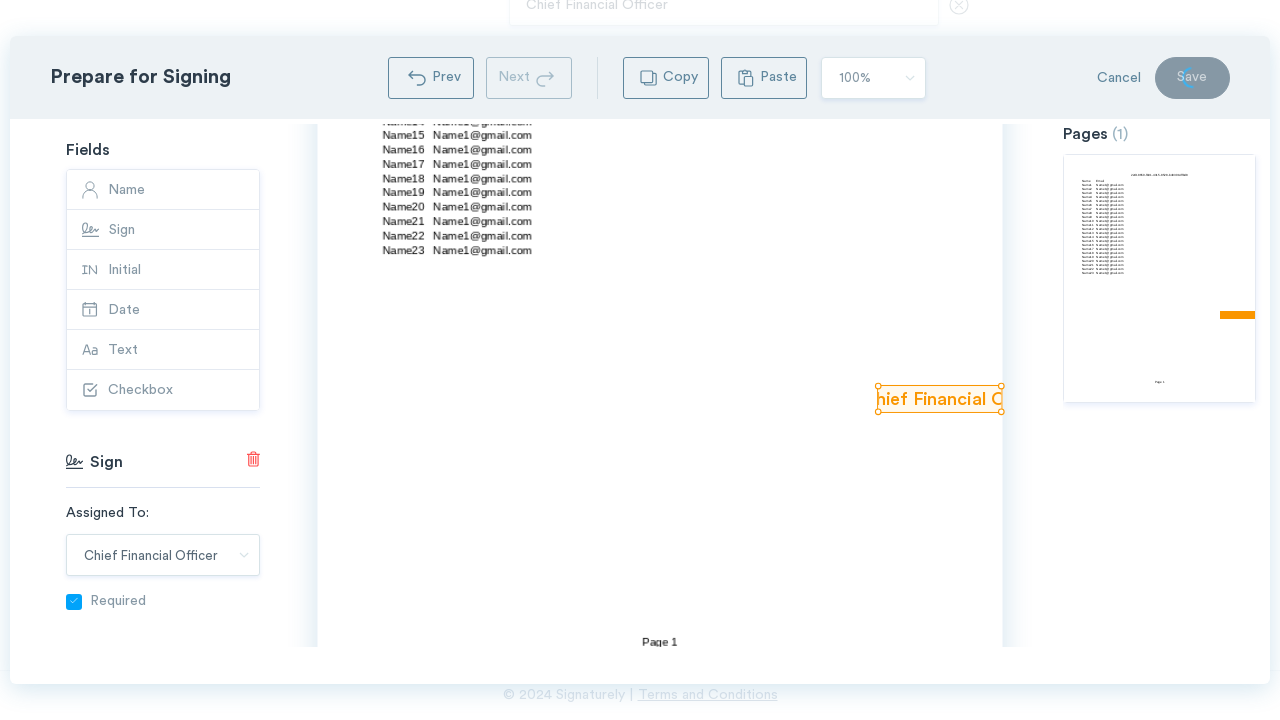 Chief Financial Officer
Prepare for Signing
Prev
Next
Copy
Paste
100%
Cancel
Save
Fields
Name
Sign
Initial
Date
Text
Checkbox
Sign
Assigned To:
Chief Financial Officer
Required
Name15 Name1@gmail.com
Name16 Name1@gmail.com
Name17 Name1@gmail.com
Name18 Name1@gmail.com
Name19 Name1@gmail.com
Name20 Name1@gmail.com
Name21 Name1@gmail.com
Name22 Name1@gmail.com
Name23 Name1@gmail.com
hief Financial O
Page 1
Pages (1)
Page 1
© 2024 Signaturely | Terms and Conditions